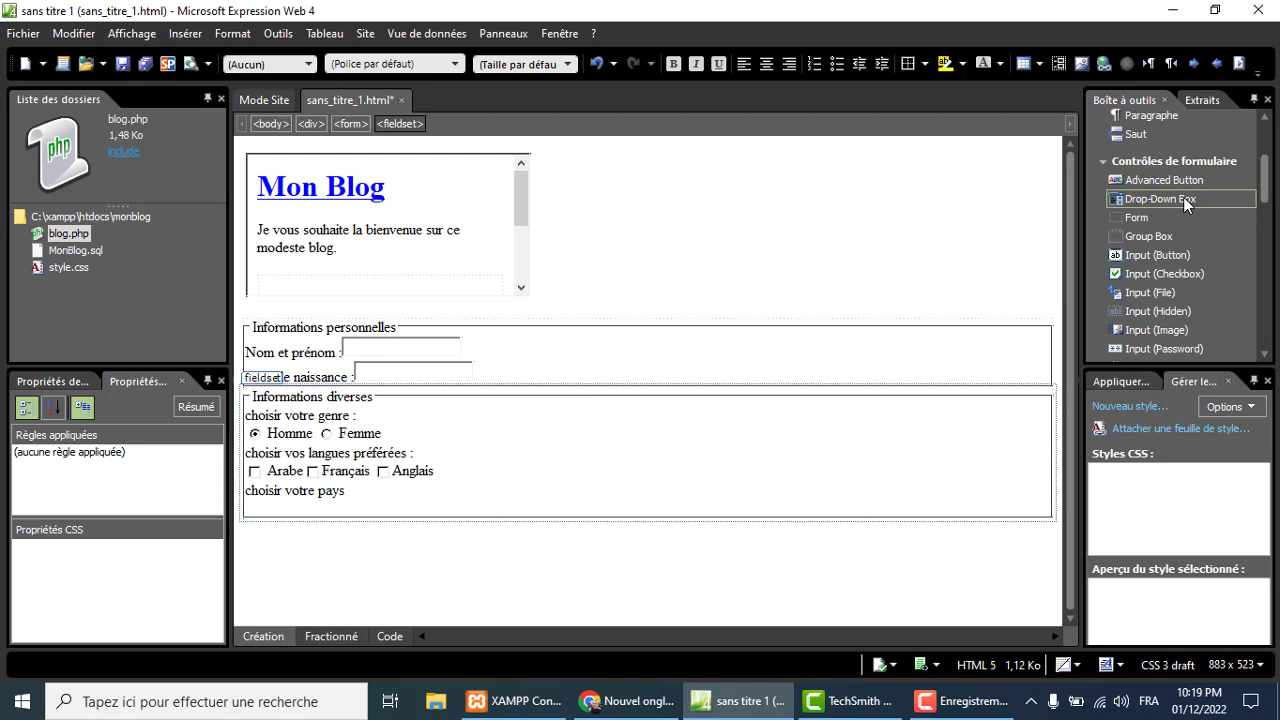 sans titre 1 (sans_titre_1.html) - Microsoft Expression Web 4
Fichier Modifier Affichage Insérer Format Outils Tableau Site Vue de données Panneaux Fenêtre ?
(Aucun) (Police par défaut) (Taille par défau
Liste des dossiers
blog.php
1,48 Ko
include
C:\xampp\htdocs\monblog
blog.php
MonBlog.sql
style.css
Propriétés de... Propriétés...
Résumé
Règles appliquées
(aucune règle appliquée)
Propriétés CSS
Mode Site sans_titre_1.html*
<body> <div> <form> <fieldset>
Mon Blog
Je vous souhaite la bienvenue sur ce
modeste blog.
Informations personnelles
Nom et prénom :
fieldset e naissance :
Informations diverses
choisir votre genre :
Homme Femme
choisir vos langues préférées :
Arabe Français Anglais
choisir votre pays
Création Fractionné Code
Boîte à outils Extraits
Paragraphe
Saut
Contrôles de formulaire
Advanced Button
Drop-Down Box
Form
Group Box
Input (Button)
Input (Checkbox)
Input (File)
Input (Hidden)
Input (Image)
Input (Password)
Appliquer... Gérer le...
Nouveau style... Options
Attacher une feuille de style...
Styles CSS :
Aperçu du style sélectionné :
HTML 5 1,12 Ko CSS 3 draft 883 x 523
Tapez ici pour effectuer une recherche
XAMPP Con... Nouvel ongl... sans titre 1 (... TechSmith ... Enregistrem...
FR
10:19 PM
01/12/2022